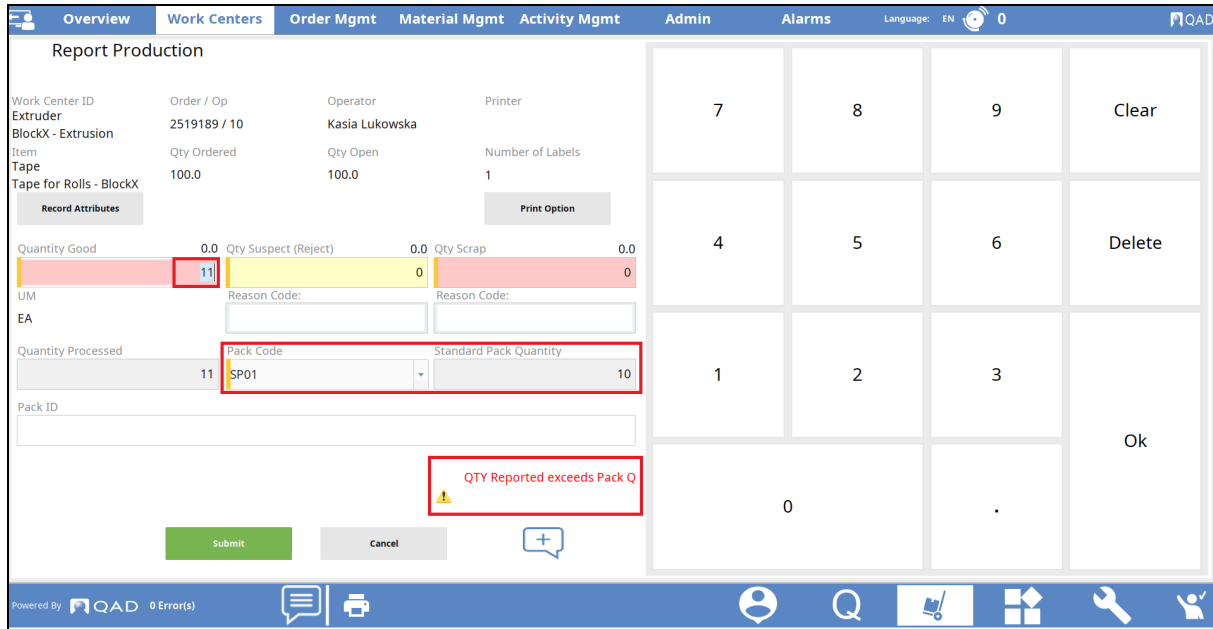 Overview Work Centers Order Mgmt Material Mgmt Activity Mgmt Admin Alarms Language: EN 0 QAD
Report Production
Work Center ID Order / Op Operator Printer
Extruder
BlockX - Extrusion
2519189 / 10 Kasia Lukowska
Item Qty Ordered Qty Open Number of Labels
Tape
Tape for Rolls - BlockX
100.0 100.0 1
Record Attributes Print Option
Quantity Good 0.0 Qty Suspect (Reject) 0.0 Qty Scrap 0.0
11 0 0
UM Reason Code: Reason Code:
EA
Quantity Processed Pack Code Standard Pack Quantity
11 SP01 10
Pack ID
QTY Reported exceeds Pack Q
Submit Cancel
7 8 9 Clear
4 5 6 Delete
1 2 3
Ok
0 .
Powered By QAD 0 Error(s)